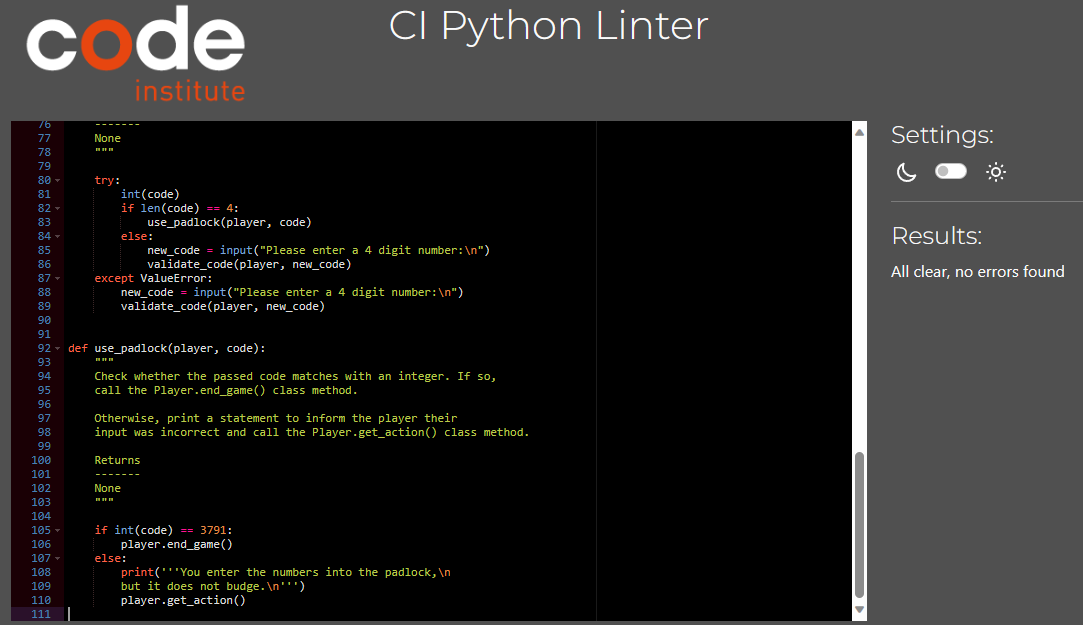 code
institute
CI Python Linter
76 -------
77 None
78 """
79
80 try:
81 int(code)
82 if len(code) == 4:
83 use_padlock(player, code)
84 else:
85 new_code = input("Please enter a 4 digit number:\n")
86 validate_code(player, new_code)
87 except ValueError:
88 new_code = input("Please enter a 4 digit number:\n")
89 validate_code(player, new_code)
90
91
92 def use_padlock(player, code):
93 """
94 Check whether the passed code matches with an integer. If so,
95 call the Player.end_game() class method.
96
97 Otherwise, print a statement to inform the player their
98 input was incorrect and call the Player.get_action() class method.
99
100 Returns
101 -------
102 None
103 """
104
105 if int(code) == 3791:
106 player.end_game()
107 else:
108 print('''You enter the numbers into the padlock,\n
109 but it does not budge.\n''')
110 player.get_action()
111
Settings:
Results:
All clear, no errors found